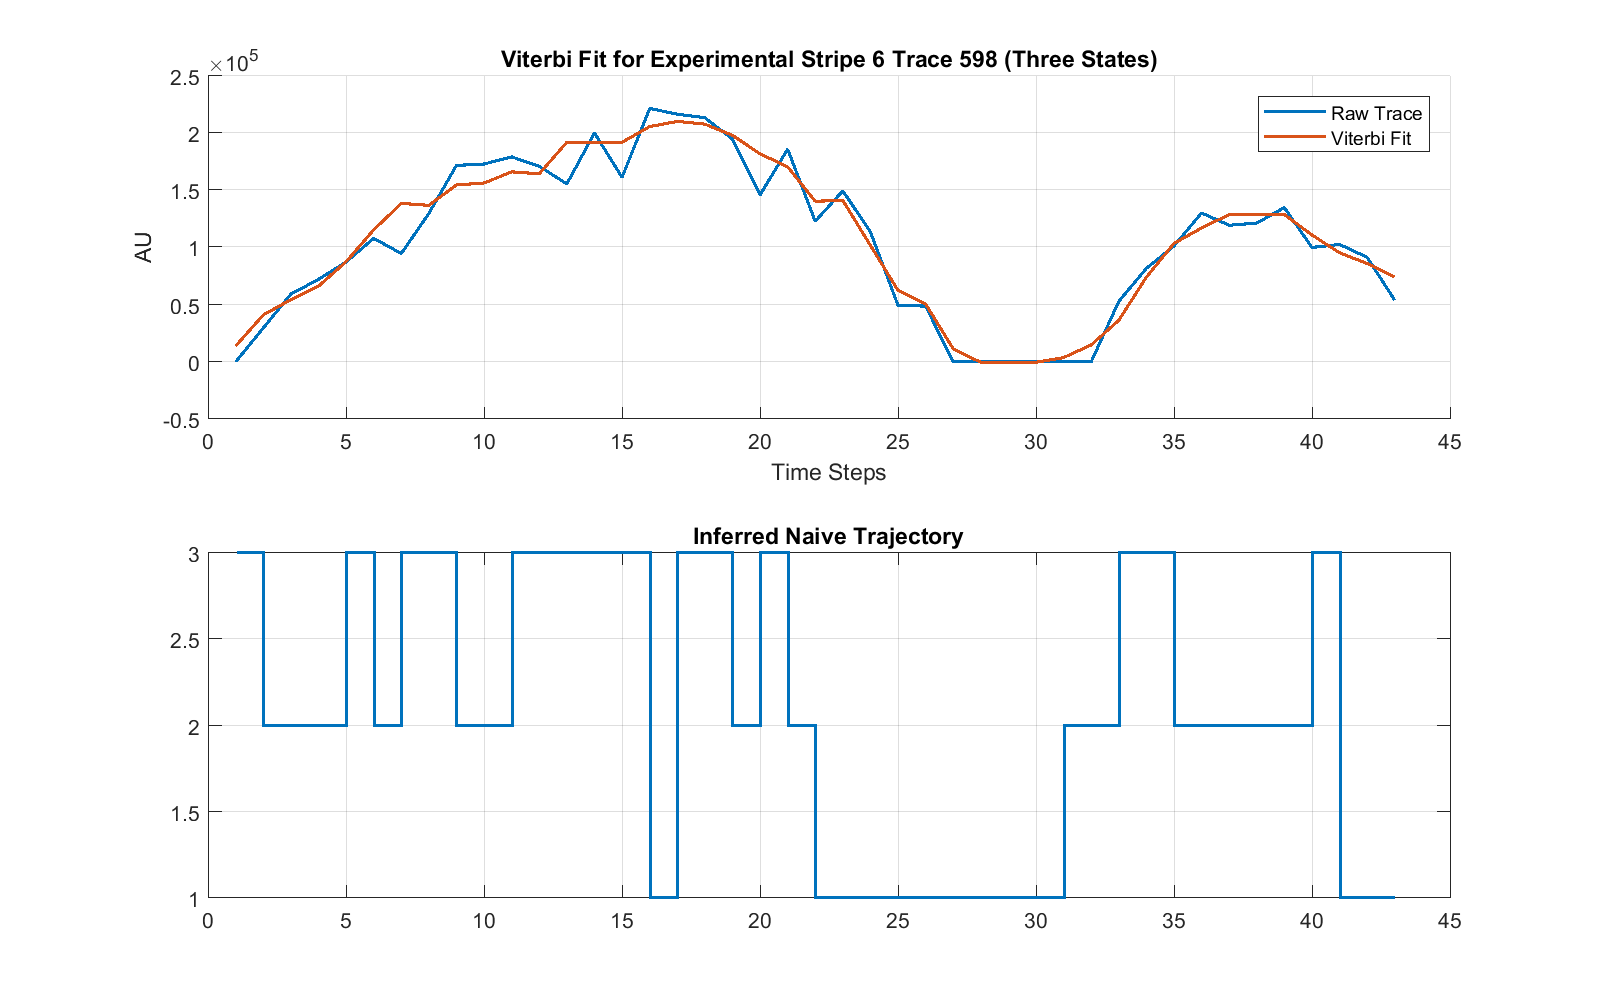 Viterbi Fit for Experimental Stripe 6 Trace 598 (Three States)
×10^5
2.5
2
1.5
1
0.5
0
-0.5
AU
Raw Trace
Viterbi Fit
0 5 10 15 20 25 30 35 40 45
Time Steps
Inferred Naive Trajectory
3
2.5
2
1.5
1
0 5 10 15 20 25 30 35 40 45